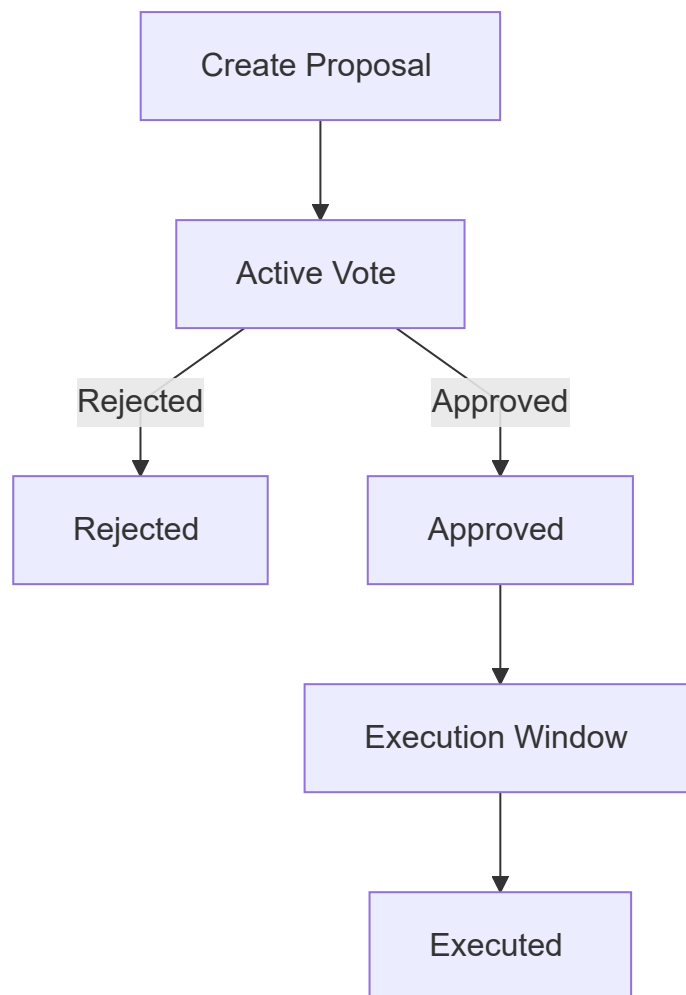 Create Proposal
Active Vote
Rejected
Approved
Rejected
Approved
Execution Window
Executed